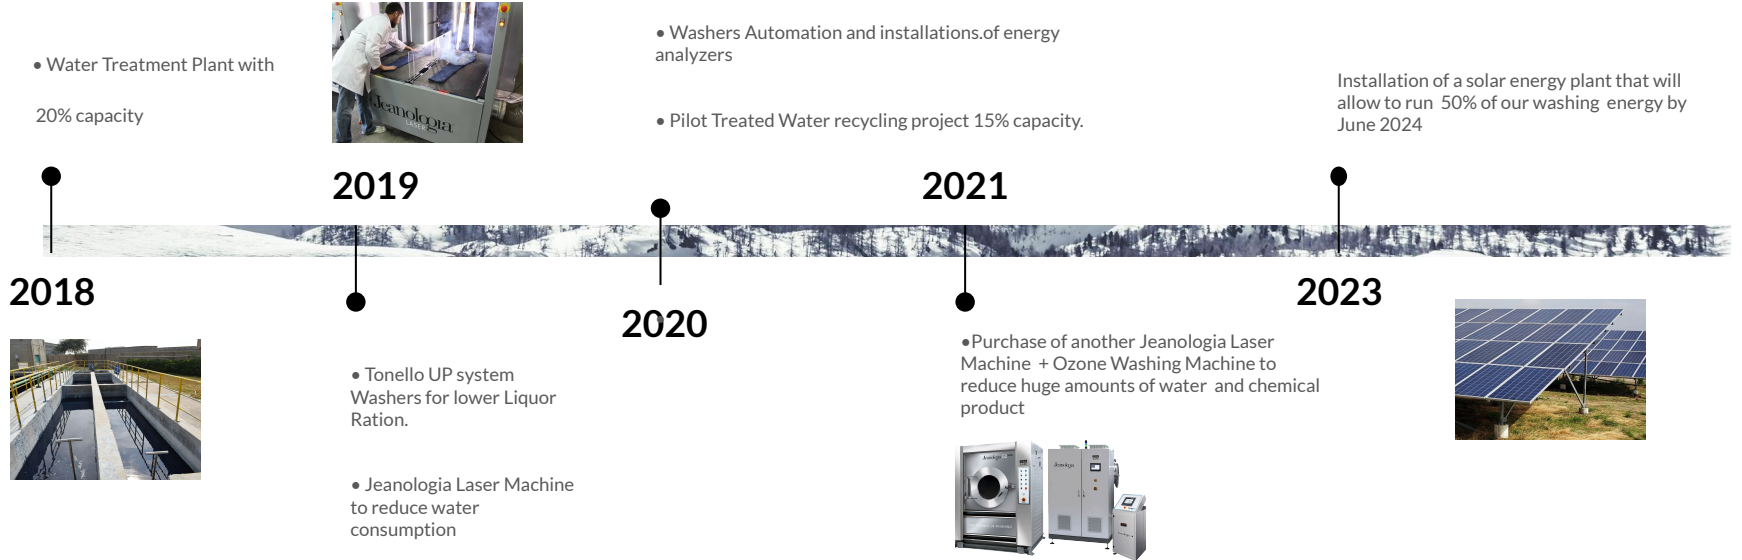 • Water Treatment Plant with
20% capacity
2018
Jeanologia
LASER
2019
• Tonello UP system
Washers for lower Liquor
Ration.
• Jeanologia Laser Machine
to reduce water
consumption
• Washers Automation and installations.of energy
analyzers
• Pilot Treated Water recycling project 15% capacity.
2020
2021
•Purchase of another Jeanologia Laser
Machine + Ozone Washing Machine to
reduce huge amounts of water and chemical
product
Jeanologia
Jeanologia
Installation of a solar energy plant that will
allow to run 50% of our washing energy by
June 2024
2023